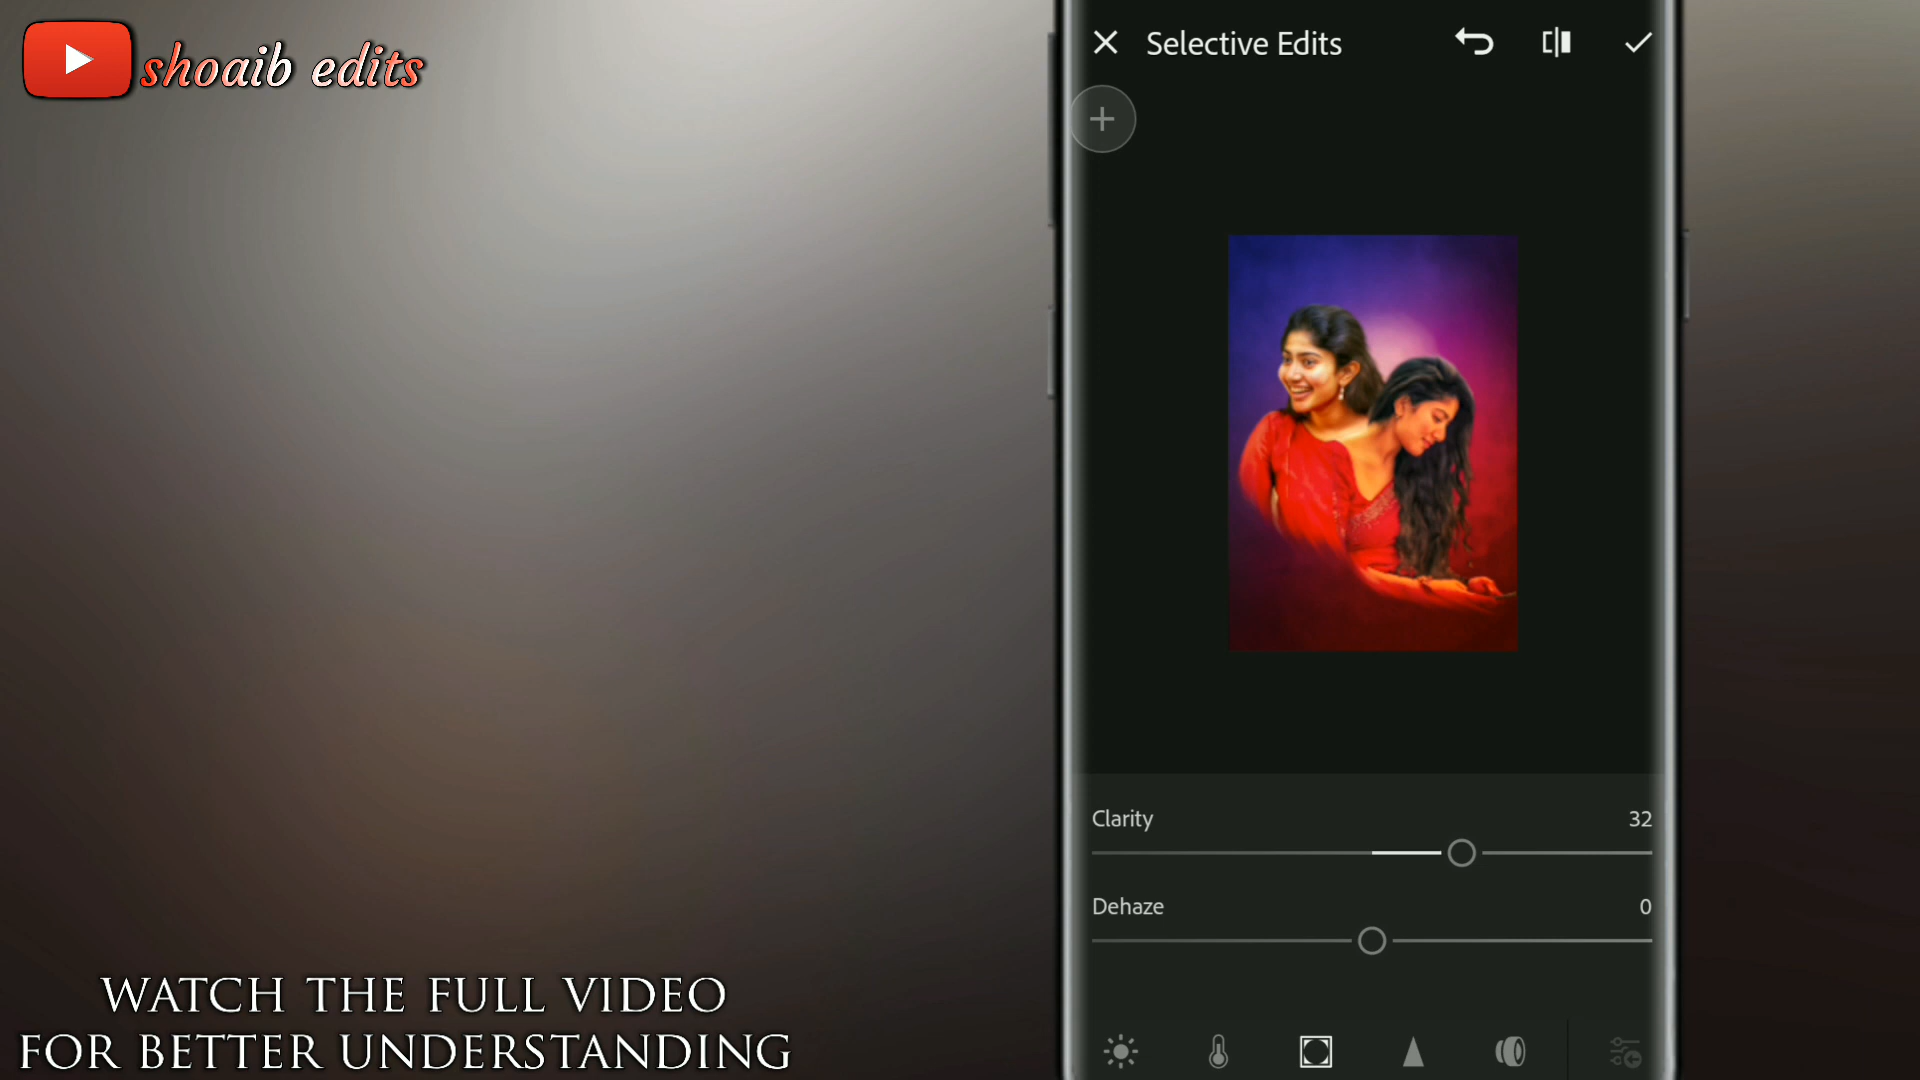 shoaib edits
Selective Edits
Clarity 32
Dehaze 0
WATCH THE FULL VIDEO
FOR BETTER UNDERSTANDING